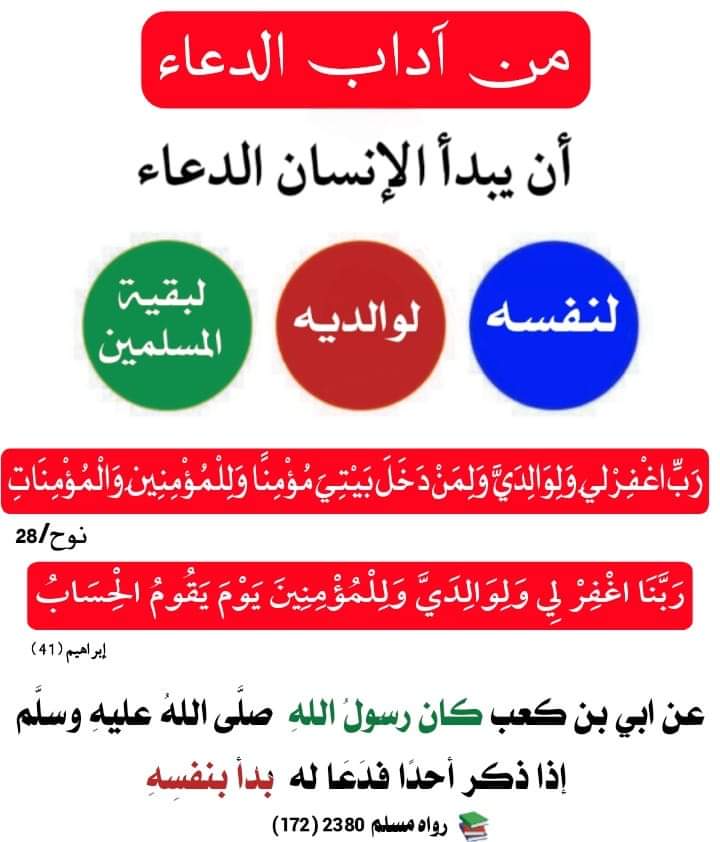 من آداب الدعاء
أن يبدأ الإنسان الدعاء
لنفسه
لوالديه
لبقية
المسلمين
رَبِّ اغْفِرْ لِي وَلِوَالِدَيَّ وَلِمَنْ دَخَلَ بَيْتِيَ مُؤْمِنًا وَلِلْمُؤْمِنِينَ وَالْمُؤْمِنَاتِ
نوح/28
رَبَّنَا اغْفِرْ لِي وَلِوَالِدَيَّ وَلِلْمُؤْمِنِينَ يَوْمَ يَقُومُ الْحِسَابُ
إبراهيم (41)
عن ابي بن كعب كان رسولُ اللهِ صلَّى اللهُ عليهِ وسلَّم
إذا ذكر أحدًا فدَعَا له بدأ بنفسِهِ
رواه مسلم 2380 (172)